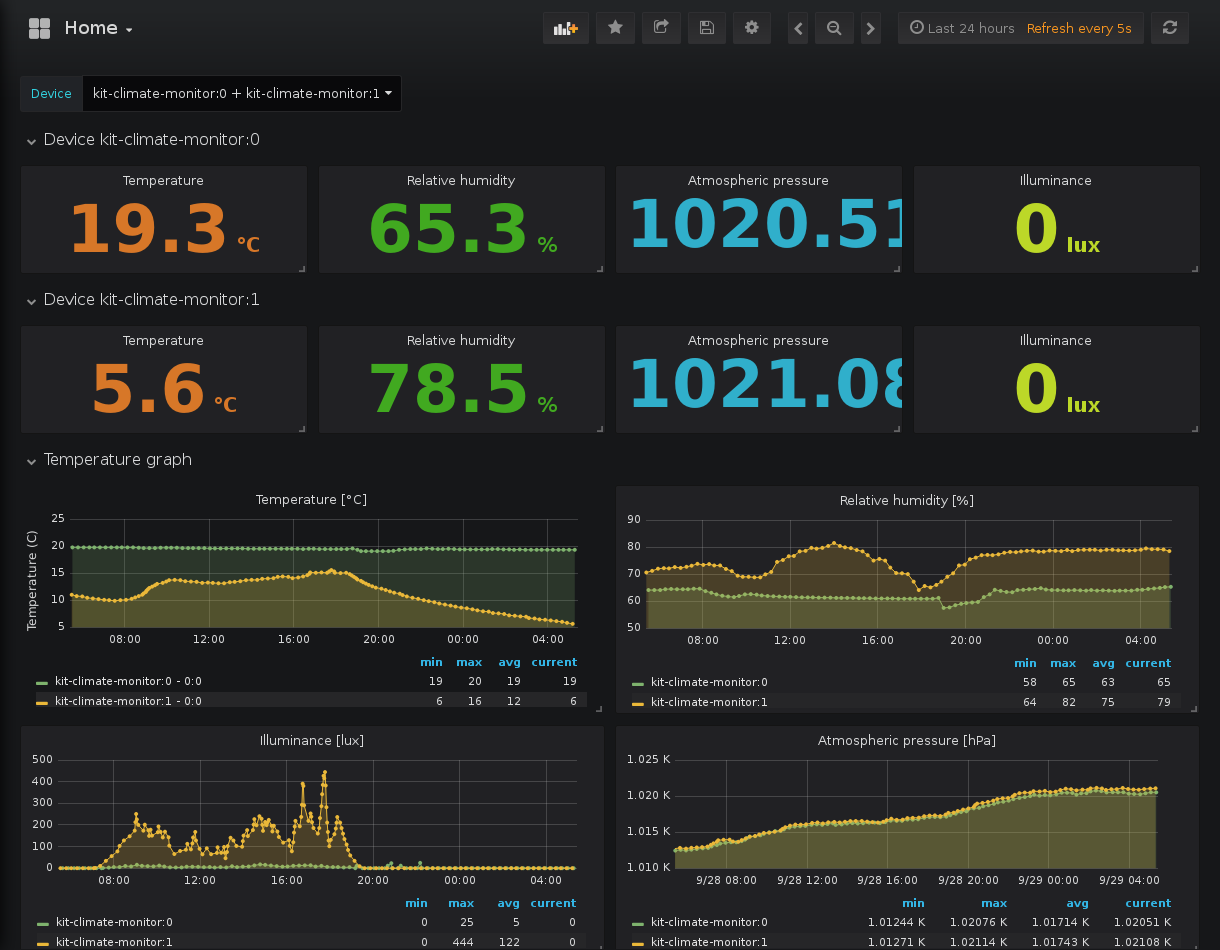 Home
Last 24 hours Refresh every 5s
Device kit-climate-monitor:0 + kit-climate-monitor:1
Device kit-climate-monitor:0
Temperature Relative humidity Atmospheric pressure Illuminance
19.3 °C 65.3 % 1020.51 0 lux
Device kit-climate-monitor:1
Temperature Relative humidity Atmospheric pressure Illuminance
5.6 °C 78.5 % 1021.08 0 lux
Temperature graph
Temperature [°C]
Temperature (C)
25
20
15
10
5
08:00 12:00 16:00 20:00 00:00 04:00
min max avg current
kit-climate-monitor:0 - 0:0 19 20 19 19
kit-climate-monitor:1 - 0:0 6 16 12 6
Relative humidity [%]
90
80
70
60
50
08:00 12:00 16:00 20:00 00:00 04:00
min max avg current
kit-climate-monitor:0 58 65 63 65
kit-climate-monitor:1 64 82 75 79
Illuminance [lux]
500
400
300
200
100
0
08:00 12:00 16:00 20:00 00:00 04:00
min max avg current
kit-climate-monitor:0 0 25 5 0
kit-climate-monitor:1 0 444 122 0
Atmospheric pressure [hPa]
1.025 K
1.020 K
1.015 K
1.010 K
9/28 08:00 9/28 12:00 9/28 16:00 9/28 20:00 9/29 00:00 9/29 04:00
min max avg current
kit-climate-monitor:0 1.01244 K 1.02076 K 1.01714 K 1.02051 K
kit-climate-monitor:1 1.01271 K 1.02114 K 1.01743 K 1.02108 K